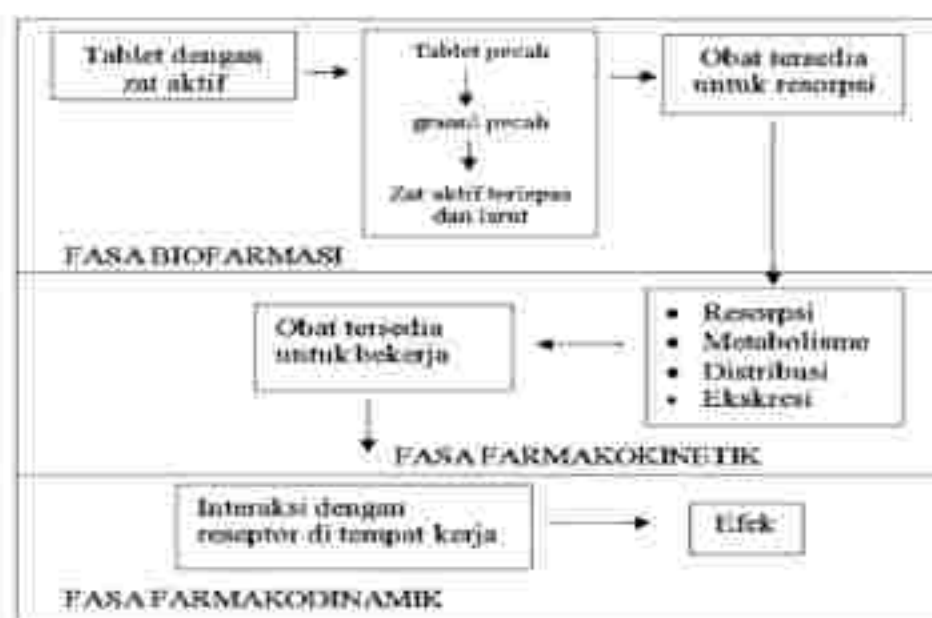 Tablet dengan
zat aktif
Tablet pecah
granul pecah
Zat aktif terlepas
dan larut
Obat tersedia
untuk resorpsi
FASA BIOFARMASI
Obat tersedia
untuk bekerja
• Resorpsi
• Metabolisme
• Distribusi
• Ekskresi
FASA FARMAKOKINETIK
Interaksi dengan
reseptor di tempat kerja
Efek
FASA FARMAKODINAMIK